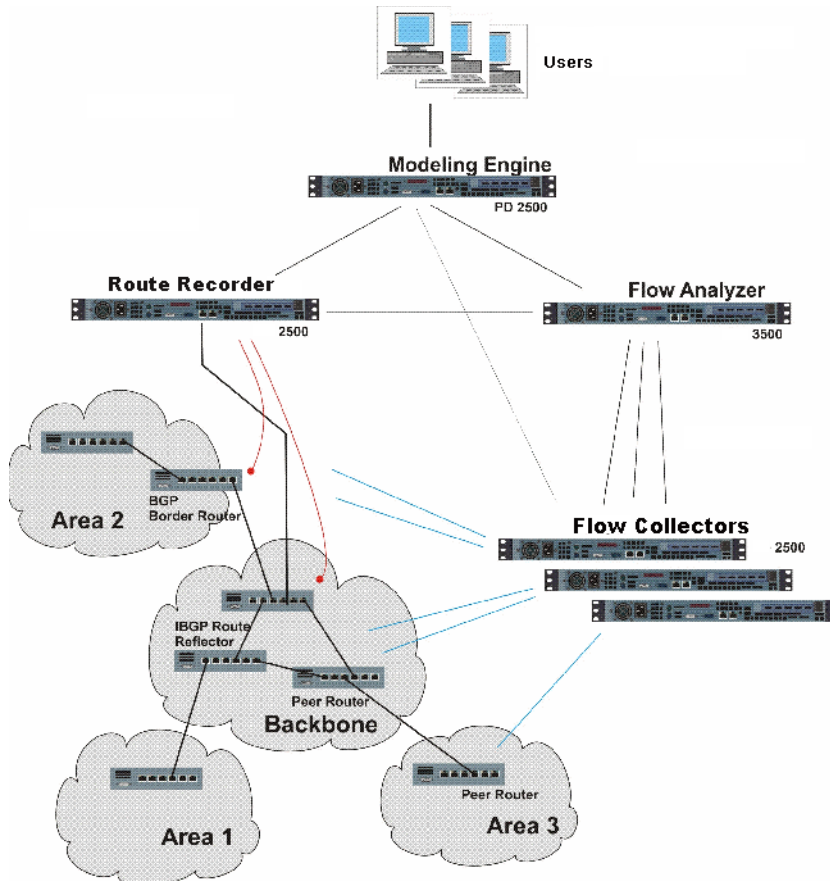 Users
Modeling Engine
PD 2500
Route Recorder
2500
Flow Analyzer
3500
BGP
Border Router
Area 2
Flow Collectors
2500
IBGP Route
Reflector
Peer Router
Backbone
Peer Router
Area 1
Area 3